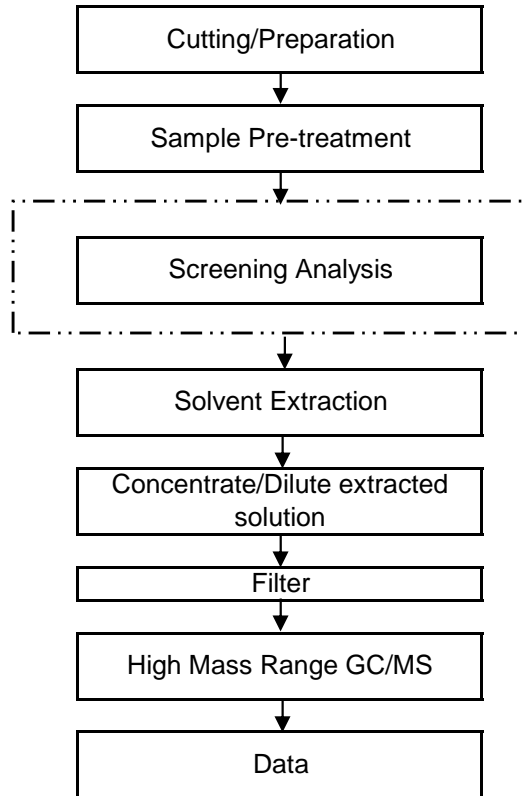 Cutting/Preparation
Sample Pre-treatment
Screening Analysis
Solvent Extraction
Concentrate/Dilute extracted
solution
Filter
High Mass Range GC/MS
Data